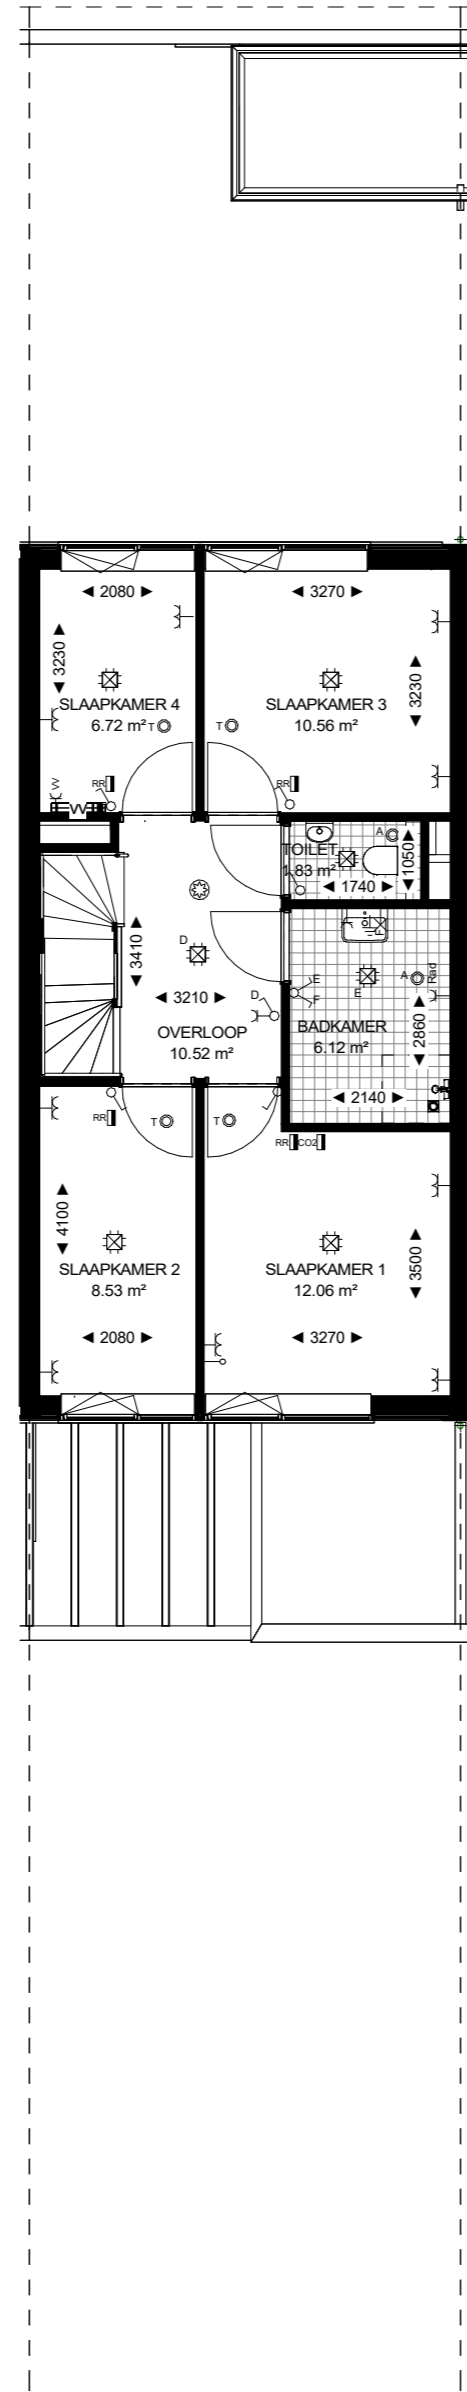 ◄ 2080 ►
◄ 3270 ►
◄ 3230 ►
◄ 3230 ►
SLAAPKAMER 4
6.72 m²
T
T
SLAAPKAMER 3
10.56 m²
VV
VV
RR
RR
TOILET
1.83 m²
A
◄ 1050 ►
◄ 1740 ►
D
◄ 3410 ►
◄ 3210 ►
D
OVERLOOP
10.52 m²
E
F
F
E
A
Rad
BADKAMER
6.12 m²
◄ 2860 ►
◄ 2140 ►
RR
T
T
RR
CO2
◄ 4100 ►
SLAAPKAMER 2
8.53 m²
◄ 2080 ►
SLAAPKAMER 1
12.06 m²
◄ 3500 ►
◄ 3270 ►